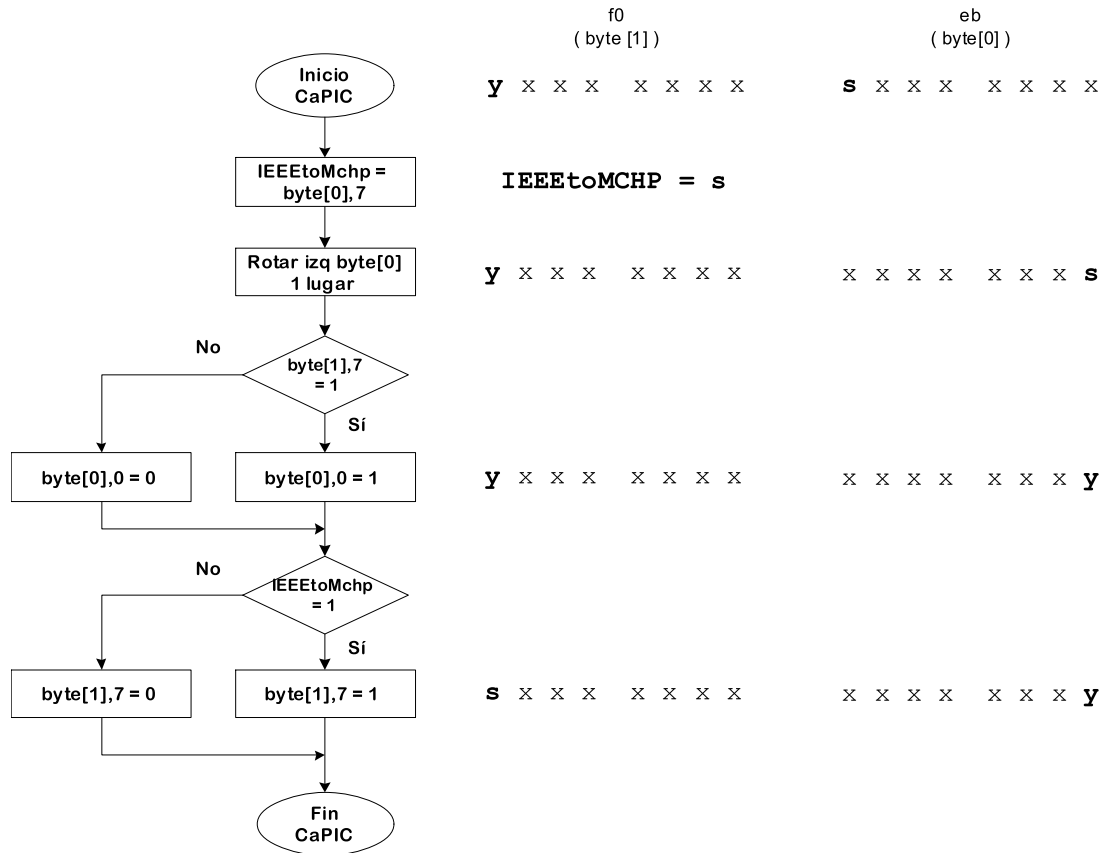 f0
( byte [1] )
eb
( byte[0] )
Inicio
CaPIC
y x x x x x x x
s x x x x x x x
IEEEtoMchp =
byte[0],7
IEEEtoMCHP = s
Rotar izq byte[0]
1 lugar
y x x x x x x x
x x x x x x x s
No
byte[1],7
= 1
Sí
byte[0],0 = 0
byte[0],0 = 1
y x x x x x x x
x x x x x x x y
No
IEEEtoMchp
= 1
Sí
byte[1],7 = 0
byte[1],7 = 1
s x x x x x x x
x x x x x x x y
Fin
CaPIC